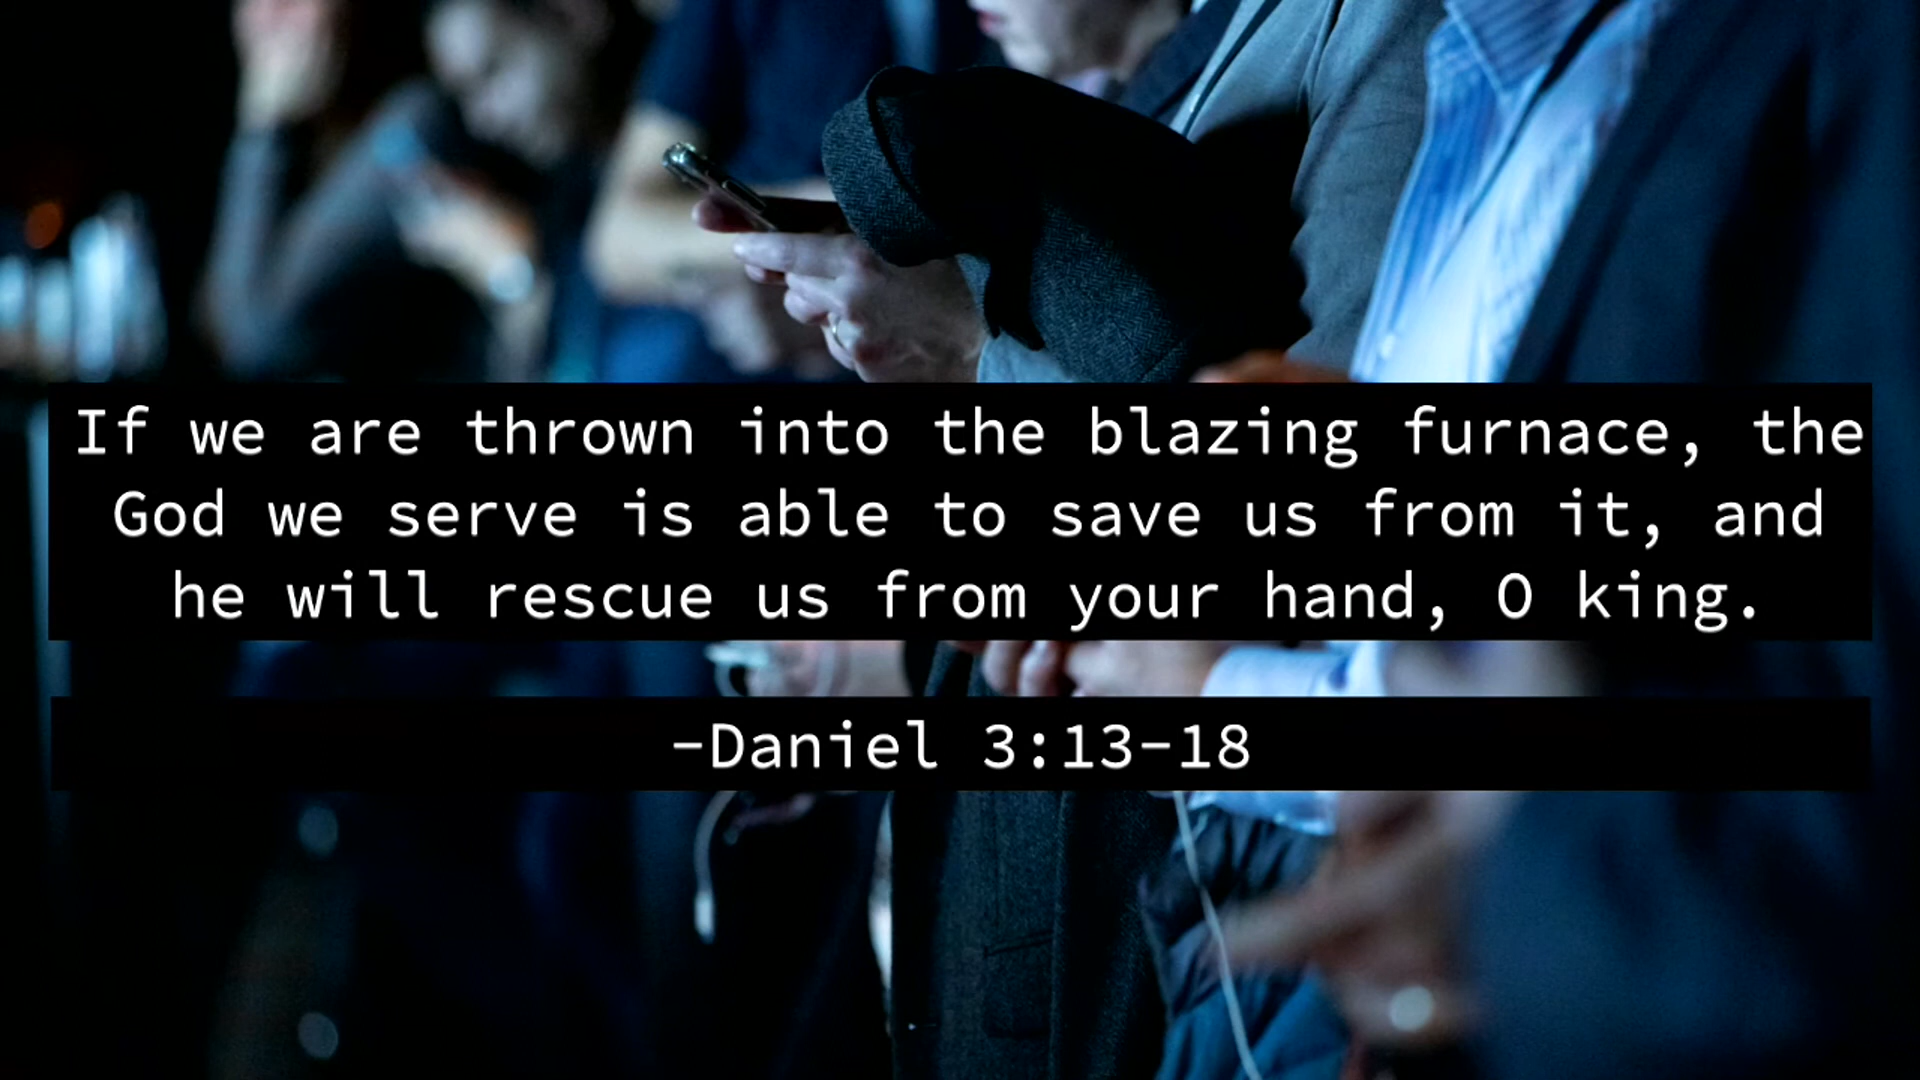 If we are thrown into the blazing furnace, the
God we serve is able to save us from it, and
he will rescue us from your hand, O king.
-Daniel 3:13-18